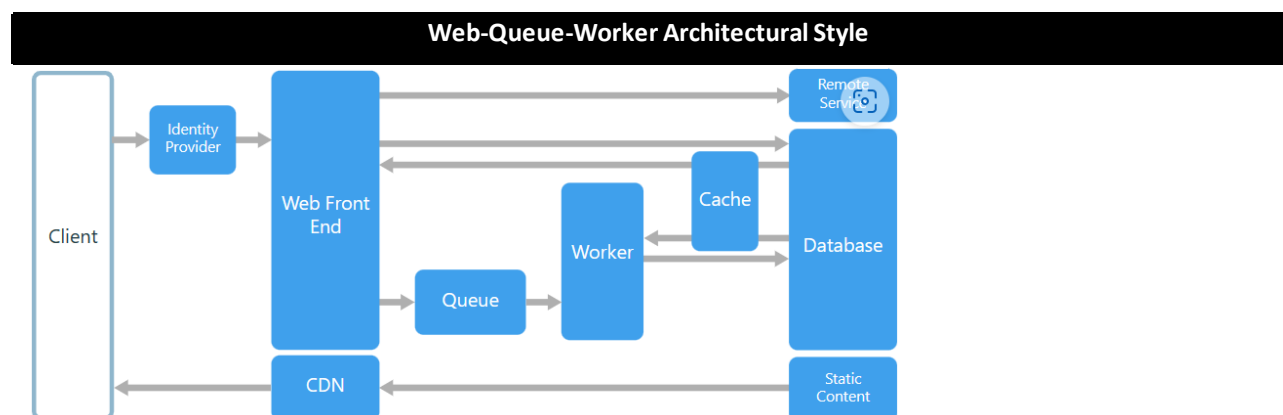 Web-Queue-Worker Architectural Style
Remote
Service
Identity
Provider
Web Front
End
Cache
Client
Worker
Database
Queue
CDN
Static
Content